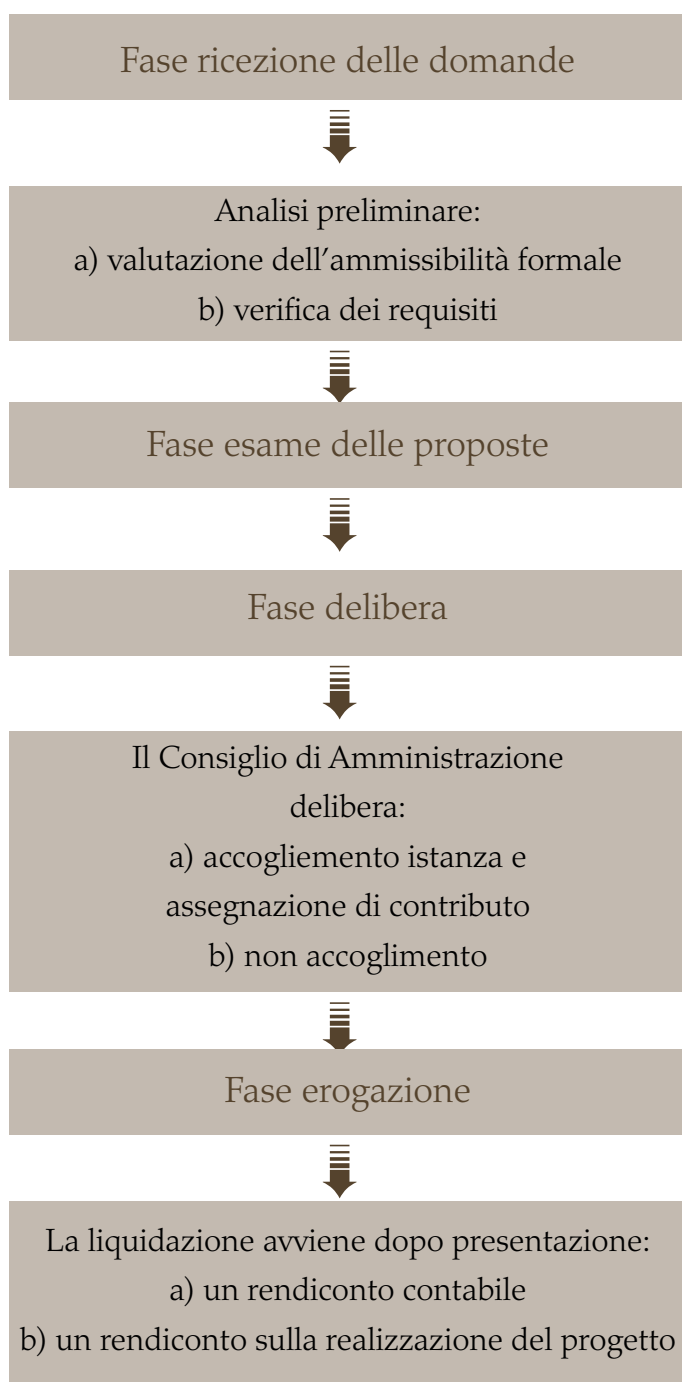 Fase ricezione delle domande
Analisi preliminare:
a) valutazione dell’ammissibilità formale
b) verifica dei requisiti
Fase esame delle proposte
Fase delibera
Il Consiglio di Amministrazione
delibera:
a) accogliemento istanza e
assegnazione di contributo
b) non accoglimento
Fase erogazione
La liquidazione avviene dopo presentazione:
a) un rendiconto contabile
b) un rendiconto sulla realizzazione del progetto